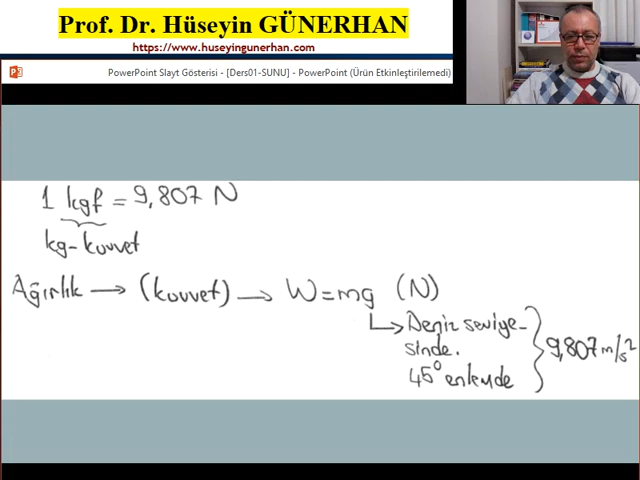 Prof. Dr. Hüseyin GÜNERHAN
https://www.huseyingunerhan.com
PowerPoint Slayt Gösterisi - [Ders01-SUNU] - PowerPoint (Ürün Etkinleştirilemedi)
1 kgf = 9,807 N
kg-kuvvet
Ağırlık → (kuvvet) → W=mg (N)
→ Deniz seviye-
sinde.
45° enlemde
9,807 m/s²